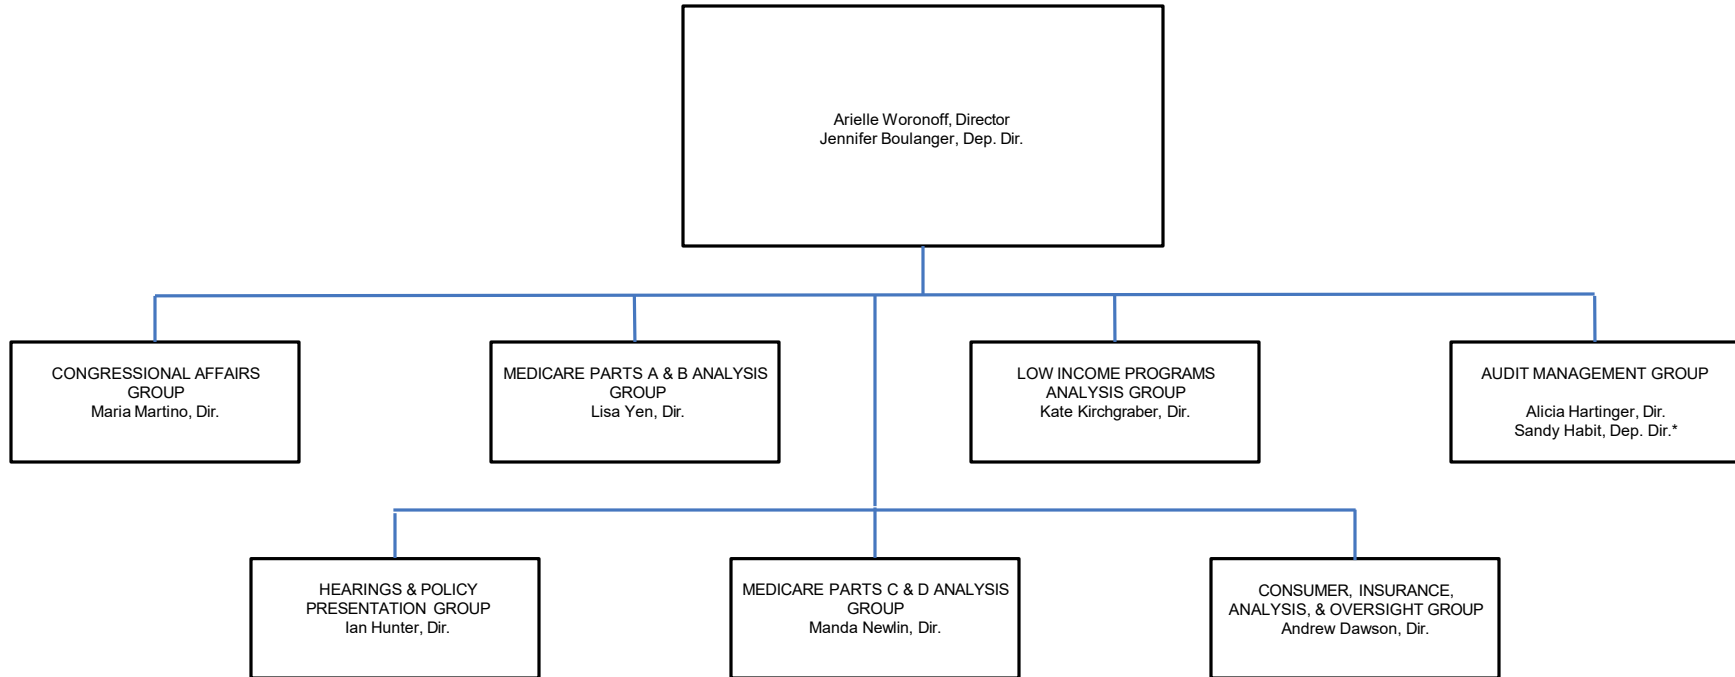 Arielle Woronoff, Director
Jennifer Boulanger, Dep. Dir.
CONGRESSIONAL AFFAIRS
GROUP
Maria Martino, Dir.
MEDICARE PARTS A & B ANALYSIS
GROUP
Lisa Yen, Dir.
LOW INCOME PROGRAMS
ANALYSIS GROUP
Kate Kirchgraber, Dir.
AUDIT MANAGEMENT GROUP
Alicia Hartinger, Dir.
Sandy Habit, Dep. Dir.*
HEARINGS & POLICY
PRESENTATION GROUP
Ian Hunter, Dir.
MEDICARE PARTS C & D ANALYSIS
GROUP
Manda Newlin, Dir.
CONSUMER, INSURANCE,
ANALYSIS, & OVERSIGHT GROUP
Andrew Dawson, Dir.